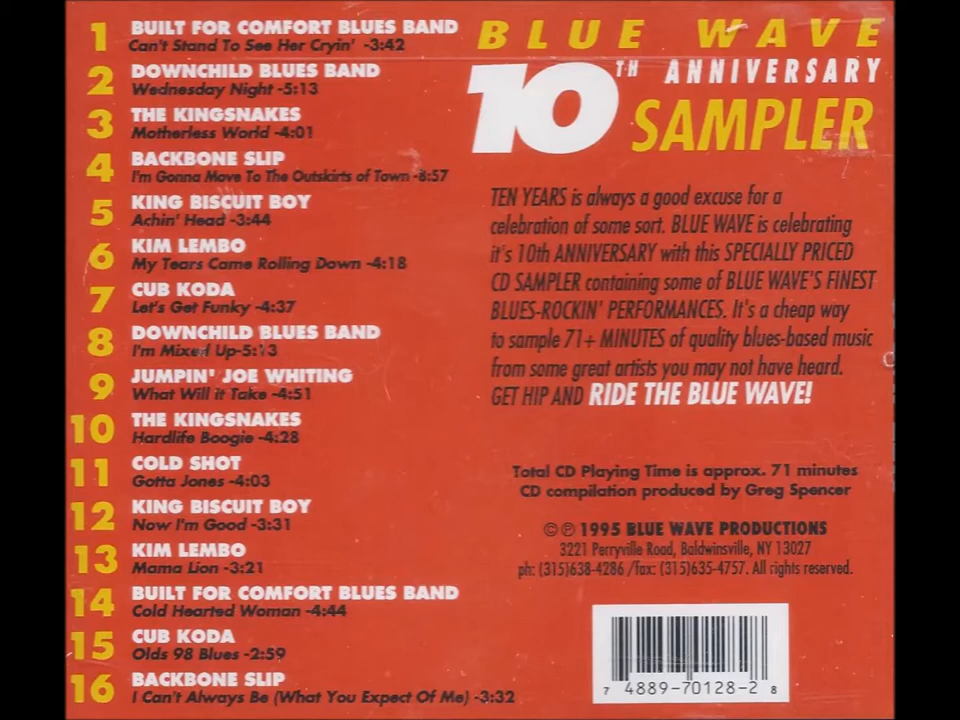 1 BUILT FOR COMFORT BLUES BAND
Can't Stand To See Her Cryin' -3:42
2 DOWNCHILD BLUES BAND
Wednesday Night -5:13
3 THE KINGSNAKES
Motherless World -4:01
4 BACKBONE SLIP
I'm Gonna Move To The Outskirts of Town -8:57
5 KING BISCUIT BOY
Achin' Head -3:44
6 KIM LEMBO
My Tears Came Rolling Down -4:18
7 CUB KODA
Let's Get Funky -4:37
8 DOWNCHILD BLUES BAND
I'm Mixed Up-5:13
9 JUMPIN' JOE WHITING
What Will it Take -4:51
10 THE KINGSNAKES
Hardlife Boogie -4:28
11 COLD SHOT
Gotta Jones -4:03
12 KING BISCUIT BOY
Now I'm Good -3:31
13 KIM LEMBO
Mama Lion -3:21
14 BUILT FOR COMFORT BLUES BAND
Cold Hearted Woman -4:44
15 CUB KODA
Olds 98 Blues -2:59
16 BACKBONE SLIP
I Can't Always Be (What You Expect Of Me) -3:32
BLUE WAVE
10TH ANNIVERSARY
SAMPLER
TEN YEARS is always a good excuse for a
celebration of some sort. BLUE WAVE is celebrating
it's 10th ANNIVERSARY with this SPECIALLY PRICED
CD SAMPLER containing some of BLUE WAVE'S FINEST
BLUES-ROCKIN' PERFORMANCES. It's a cheap way
to sample 71+ MINUTES of quality blues-based music
from some great artists you may not have heard.
GET HIP AND RIDE THE BLUE WAVE!
Total CD Playing Time is approx. 71 minutes
CD compilation produced by Greg Spencer
© ℗ 1995 BLUE WAVE PRODUCTIONS
3221 Perryville Road, Baldwinsville, NY 13027
ph: (315)638-4286 /fax: (315)635-4757. All rights reserved.
7 4889-70128-2 8